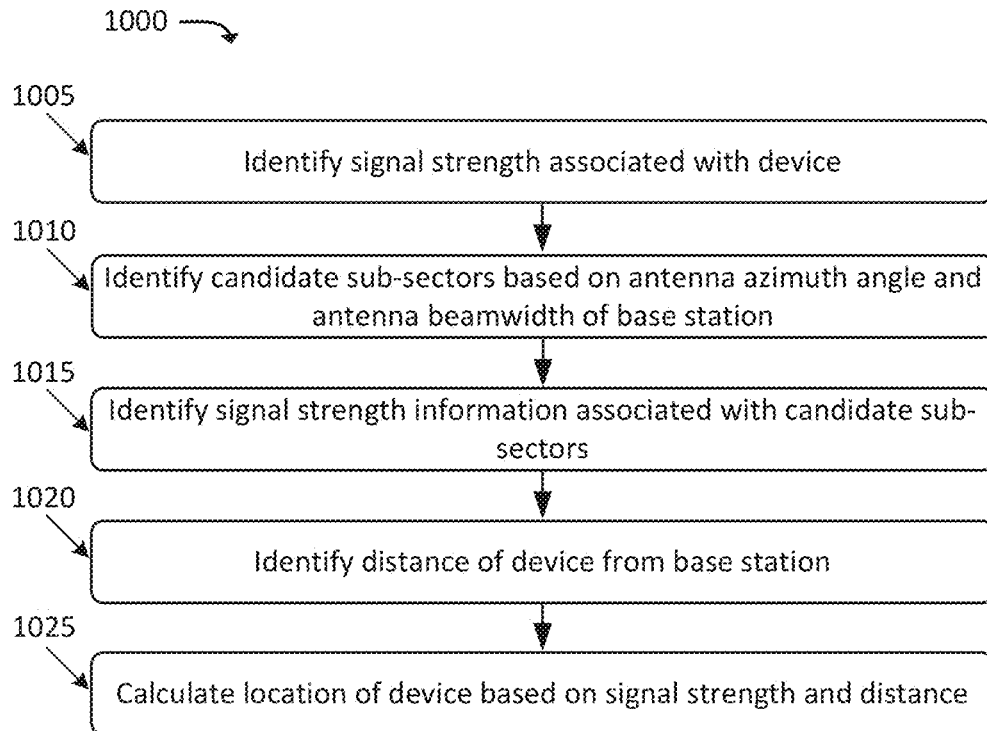 1000
1005
Identify signal strength associated with device
1010
Identify candidate sub-sectors based on antenna azimuth angle and
antenna beamwidth of base station
1015
Identify signal strength information associated with candidate sub-
sectors
1020
Identify distance of device from base station
1025
Calculate location of device based on signal strength and distance